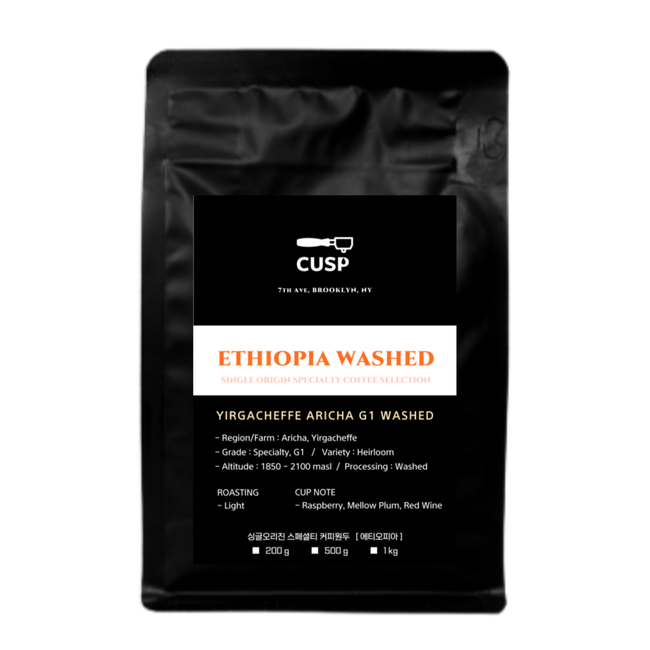 CUSP
7TH AVE, BROOKLYN, NY
ETHIOPIA WASHED
SINGLE ORIGIN SPECIALTY COFFEE SELECTION
YIRGACHEFFE ARICHA G1 WASHED
- Region/Farm : Aricha, Yirgacheffe
- Grade : Specialty, G1 / Variety : Heirloom
- Altitude : 1850 - 2100 masl / Processing : Washed
ROASTING CUP NOTE
- Light - Raspberry, Mellow Plum, Red Wine
싱글오리진 스페셜티 커피원두 [ 에티오피아 ]
■ 200 g ■ 500 g ■ 1 kg